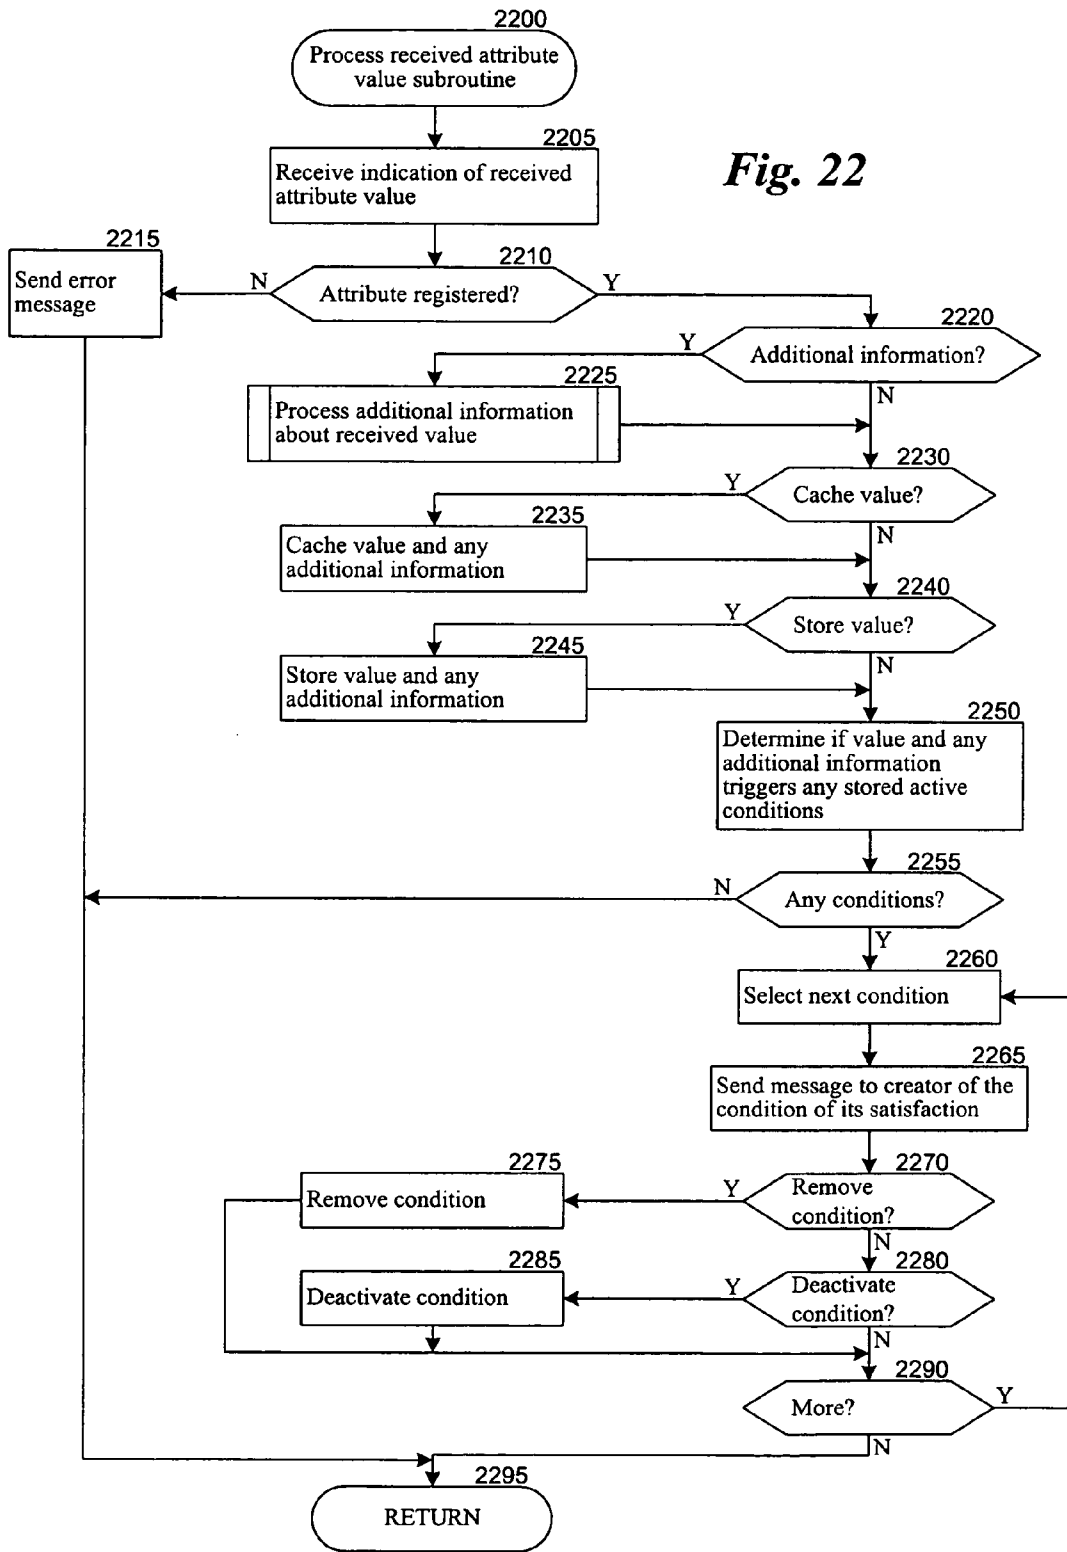 2200
Process received attribute
value subroutine
2205
Receive indication of received
attribute value
Fig. 22
2215
Send error
message
N
2210
Attribute registered?
Y
2220
Y
Additional information?
N
2225
Process additional information
about received value
2230
Y
Cache value?
N
2235
Cache value and any
additional information
2240
Y
Store value?
N
2245
Store value and any
additional information
2250
Determine if value and any
additional information
triggers any stored active
conditions
2255
N
Any conditions?
Y
2260
Select next condition
2265
Send message to creator of the
condition of its satisfaction
2275
Remove condition
2270
Y
Remove
condition?
N
2285
Deactivate condition
2280
Y
Deactivate
condition?
N
2290
More?
Y
N
2295
RETURN